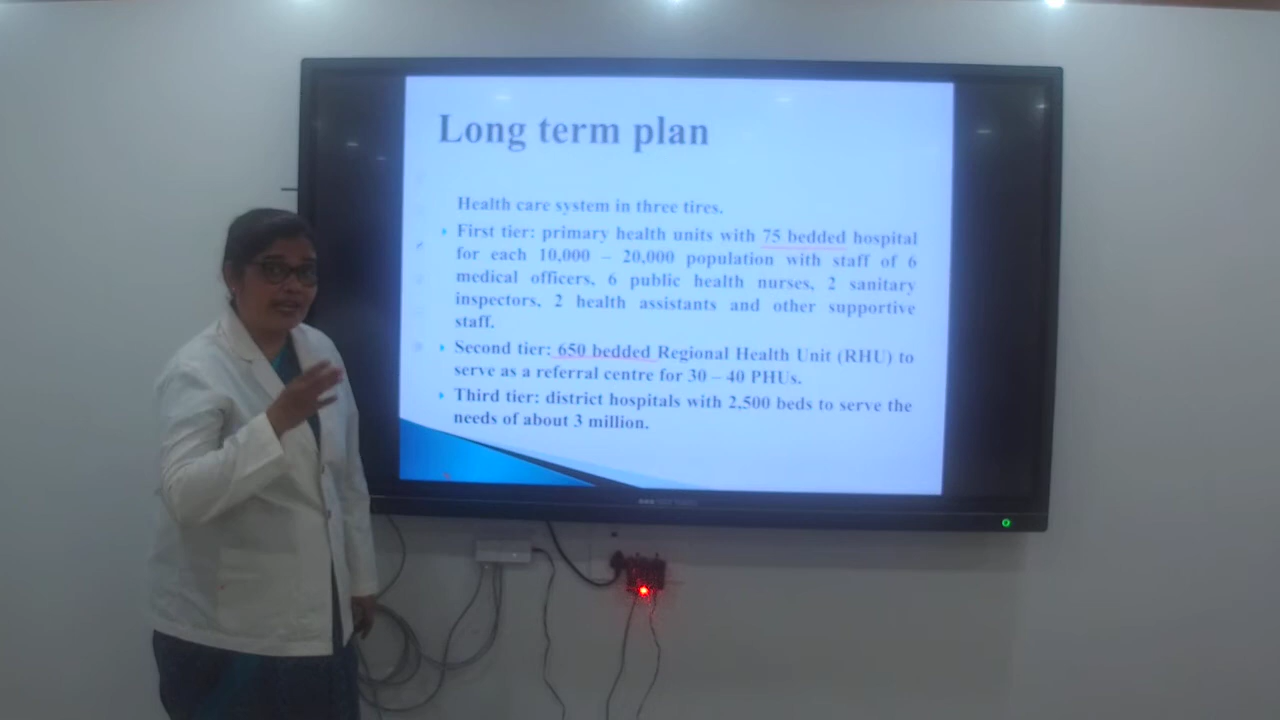 Long term plan
Health care system in three tires.
First tier: primary health units with 75 bedded hospital
for each 10,000 – 20,000 population with staff of 6
medical officers, 6 public health nurses, 2 sanitary
inspectors, 2 health assistants and other supportive
staff.
Second tier: 650 bedded Regional Health Unit (RHU) to
serve as a referral centre for 30 – 40 PHUs.
Third tier: district hospitals with 2,500 beds to serve the
needs of about 3 million.